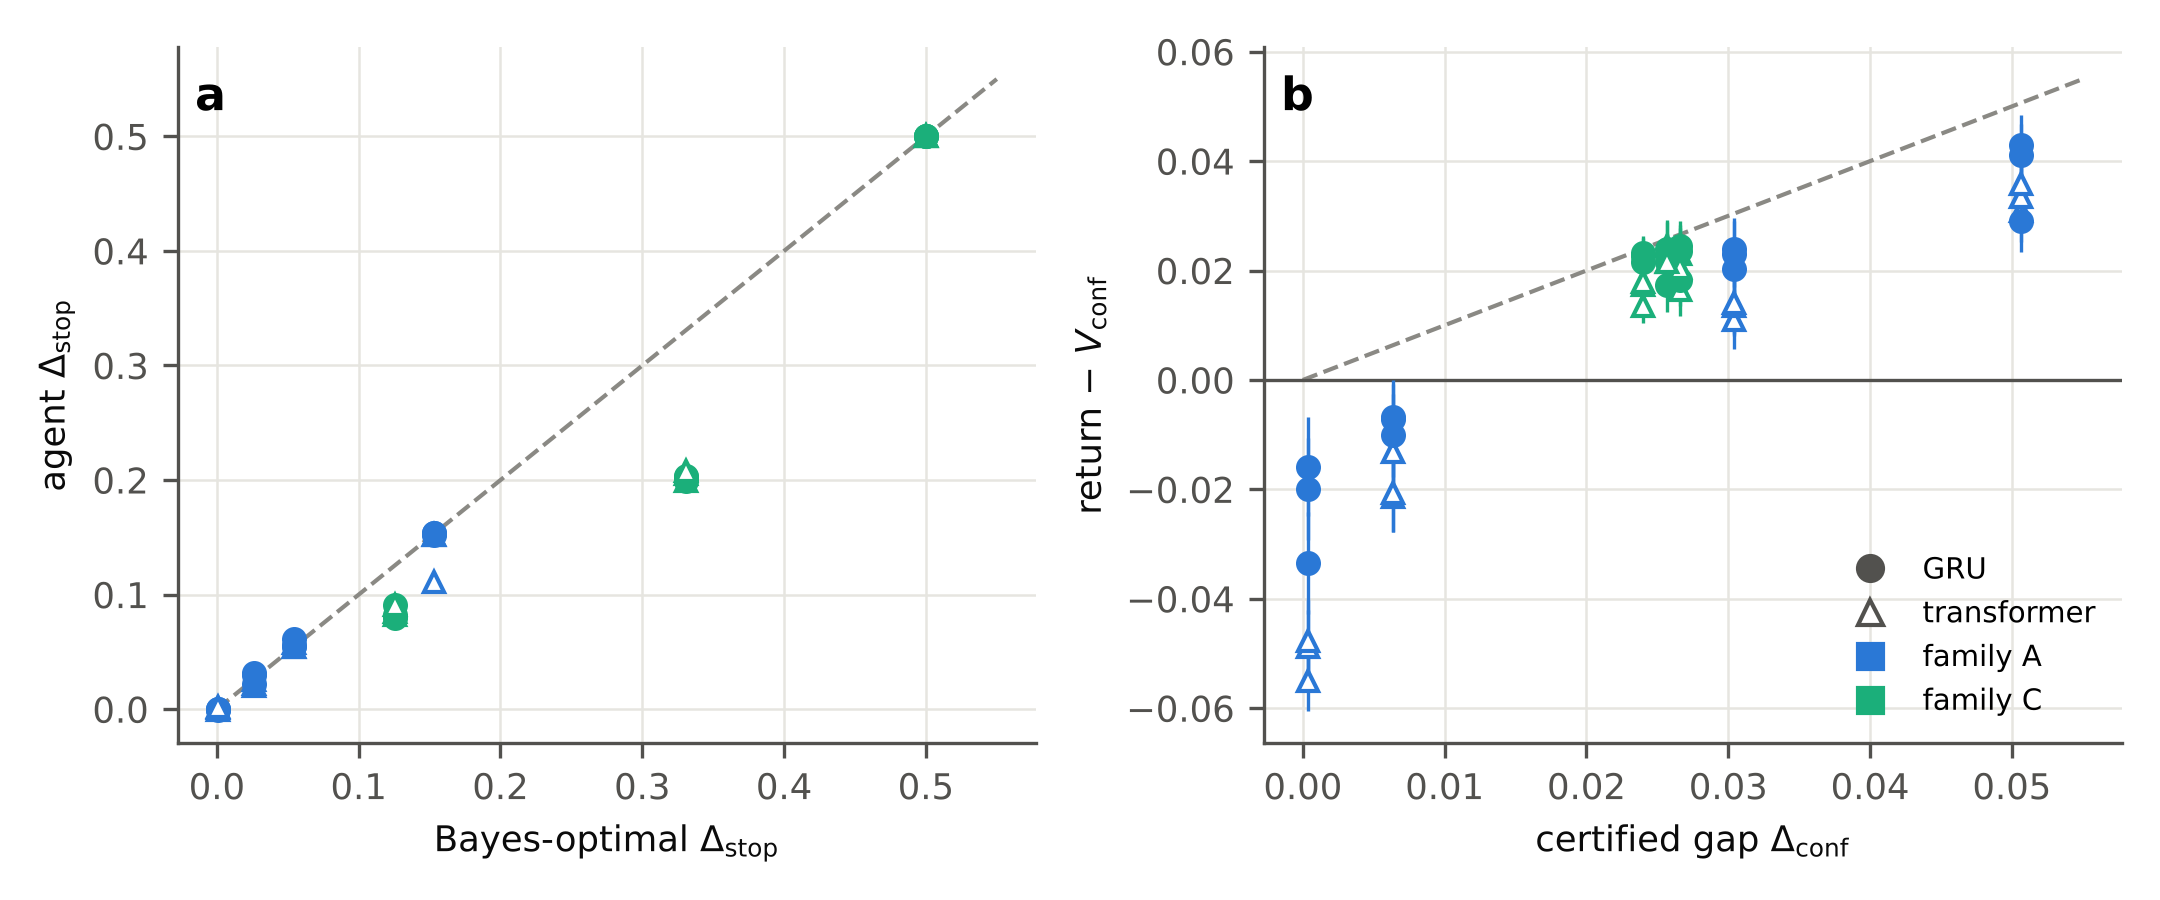 a
0.5
0.4
0.3
0.2
0.1
0.0
agent Δstop
0.0 0.1 0.2 0.3 0.4 0.5
Bayes-optimal Δstop
b
0.06
0.04
0.02
0.00
−0.02
−0.04
−0.06
return − Vconf
GRU
transformer
family A
family C
0.00 0.01 0.02 0.03 0.04 0.05
certified gap Δconf